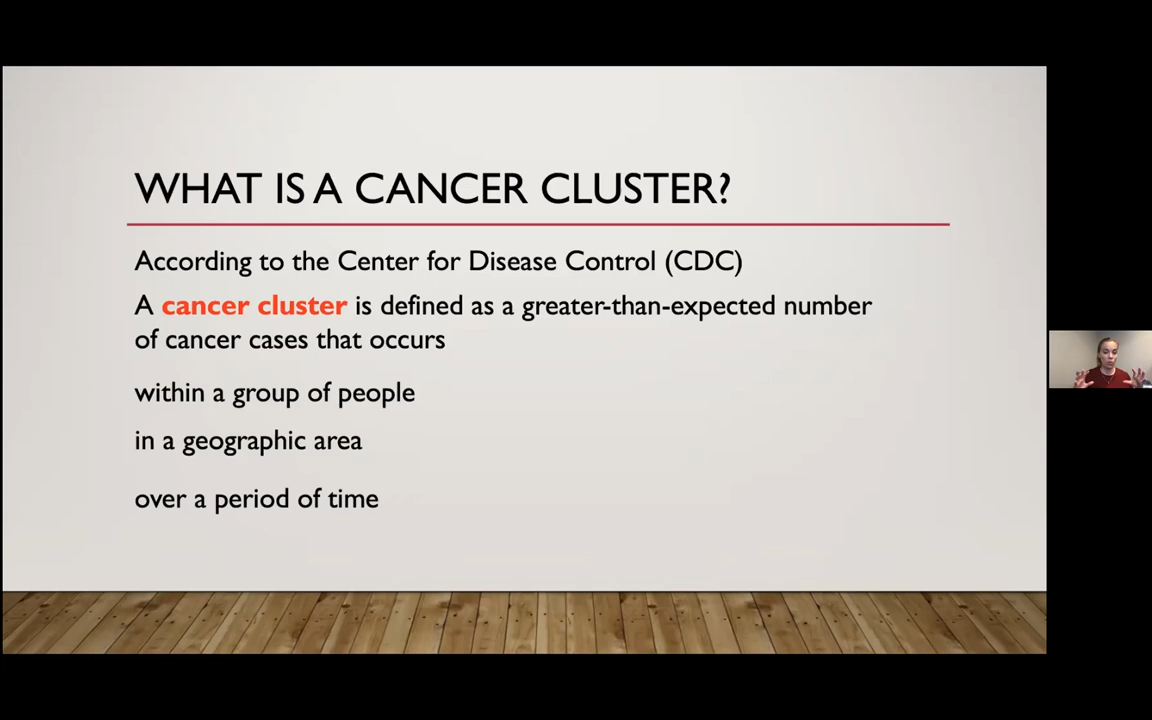 WHAT IS A CANCER CLUSTER?
According to the Center for Disease Control (CDC)
A cancer cluster is defined as a greater-than-expected number
of cancer cases that occurs
within a group of people
in a geographic area
over a period of time